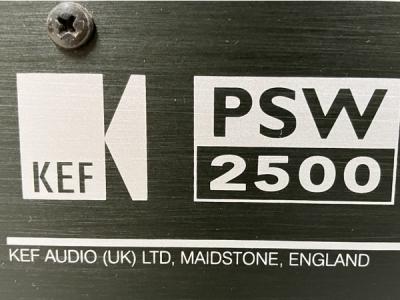 KEF
PSW
2500
KEF AUDIO (UK) LTD, MAIDSTONE, ENGLAND